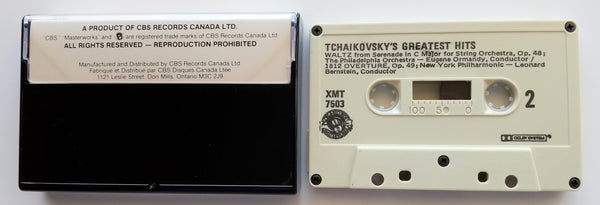 A PRODUCT OF CBS RECORDS CANADA LTD.
"CBS," "Masterworks" and are registered trade marks of CBS Records Canada Ltd.
ALL RIGHTS RESERVED — REPRODUCTION PROHIBITED
Manufactured and Distributed by CBS Records Canada Ltd.
Fabriqué et Distribué par CBS Disques Canada Ltée
1121 Leslie Street, Don Mills, Ontario M3C 2J9
TCHAIKOVSKY'S GREATEST HITS
WALTZ from Serenade in C Major for String Orchestra, Op. 48;
The Philadelphia Orchestra — Eugene Ormandy, Conductor /
1812 OVERTURE, Op. 49; New York Philharmonic — Leonard
Bernstein, Conductor
XMT
7503
100 50 0
2
DOLBY SYSTEM